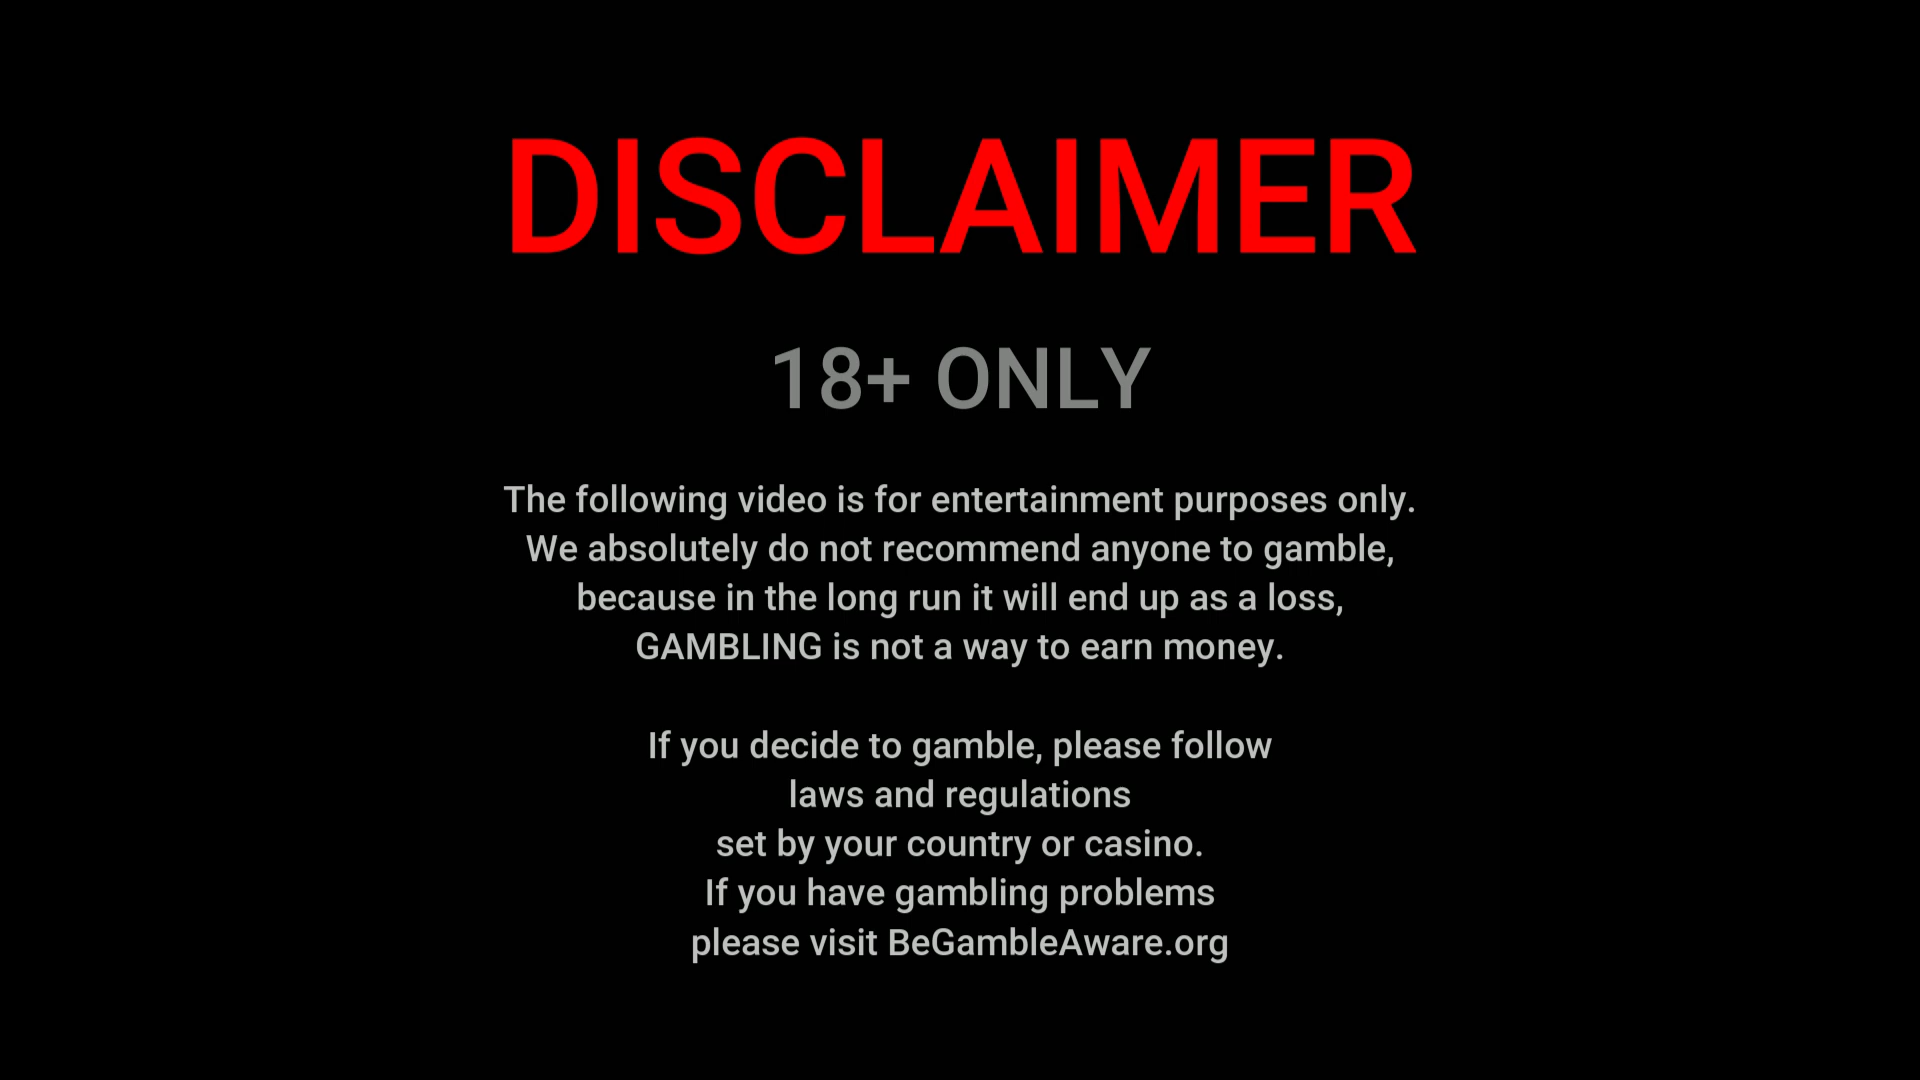 DISCLAIMER
18+ ONLY
The following video is for entertainment purposes only.
We absolutely do not recommend anyone to gamble,
because in the long run it will end up as a loss,
GAMBLING is not a way to earn money.
If you decide to gamble, please follow
laws and regulations
set by your country or casino.
If you have gambling problems
please visit BeGambleAware.org